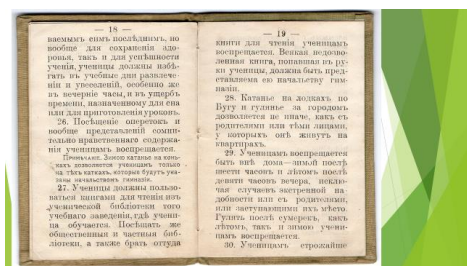 — 18 —
ваемымъ симъ послѣднимъ, но
вообще для сохраненія здо-
ровья, такъ и для успѣшности
ученія, ученицы должны избѣ-
гать въ учебные дни развлече-
ній и увеселеній, особенно же
въ вечерніе часы, и въ ущербъ
времени, назначенному для сна
или для приготовленія уроковъ.
26. Посѣщеніе оперетокъ и
вообще представленій сомни-
тельно нравственнаго содержа-
нія ученицамъ воспрещается.
Примѣчаніе. Зимою катанье на конь-
кахъ дозволяется учащимъ только
на тѣхъ каткахъ, которые будутъ ука-
заны начальствомъ гимназіи.
27. Ученицы должны пользо-
ваться книгами для чтенія изъ
ученической библіотеки того
учебнаго заведенія, гдѣ учени-
ца обучается. Посѣщать же
общественныя и частныя биб-
ліотеки, а также брать оттуда
— 19 —
книги для чтенія ученицамъ
воспрещается. Всякая недозво-
ленная книга, попавшая въ ру-
ки ученицы, должна быть пред-
ставляема ею начальству гим-
назіи.
28. Катанье на лодкахъ по
Бугу и гулянье за городомъ
дозволяется не иначе, какъ съ
родителями или тѣми лицами,
у которыхъ онѣ живутъ на
квартирахъ.
29. Ученицамъ воспрещается
быть внѣ дома—зимой послѣ
шести часовъ и лѣтомъ послѣ
девяти часовъ вечера, исклю-
чая случаевъ экстренной на-
добности или съ родителями,
или заступающими ихъ мѣсто.
Гулять послѣ сумерекъ, какъ
лѣтомъ, такъ и зимою учени-
цамъ воспрещается.
30. Ученицамъ строжайше